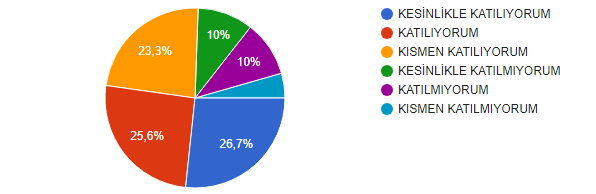 23,3%
10%
10%
25,6%
26,7%
KESİNLİKLE KATILIYORUM
KATILIYORUM
KISMEN KATILIYORUM
KESİNLİKLE KATILMIYORUM
KATILMIYORUM
KISMEN KATILMIYORUM